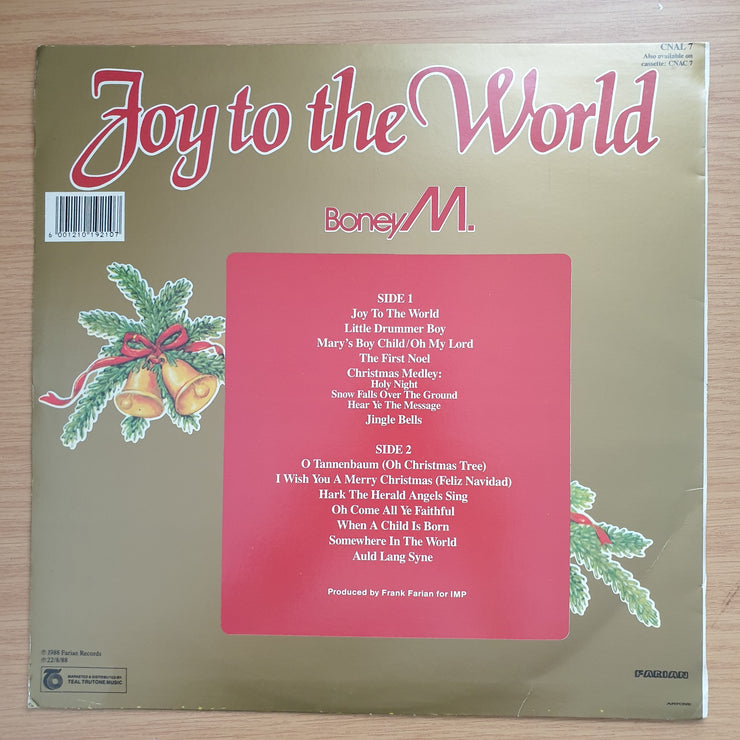 CNAL 7
Also available on
cassette: CNAC 7
Joy to the World
Boney M.
6 001210 192107
SIDE 1
Joy To The World
Little Drummer Boy
Mary's Boy Child/Oh My Lord
The First Noel
Christmas Medley:
Holy Night
Snow Falls Over The Ground
Hear Ye The Message
Jingle Bells
SIDE 2
O Tannenbaum (Oh Christmas Tree)
I Wish You A Merry Christmas (Feliz Navidad)
Hark The Herald Angels Sing
Oh Come All Ye Faithful
When A Child Is Born
Somewhere In The World
Auld Lang Syne
Produced by Frank Farian for IMP
℗ 1988 Farian Records
℗ 22/8/88
MARKETED & DISTRIBUTED BY
TEAL TRUTONE MUSIC
FARIAN